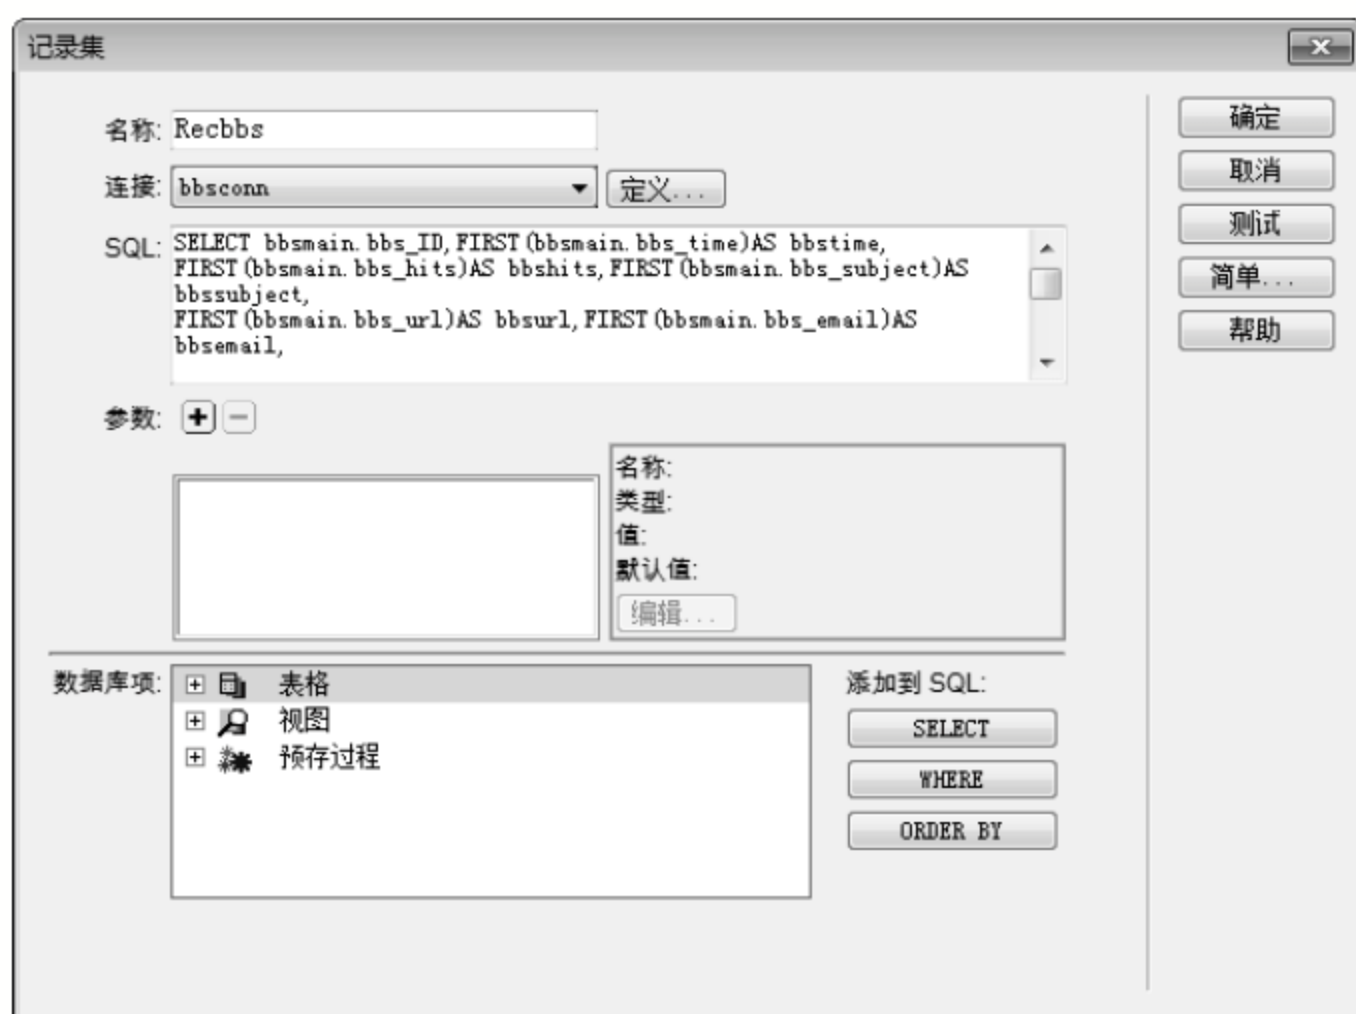 记录集
名称: Recbbs
连接: bbsconn 定义...
SQL: SELECT bbsmain.bbs_ID,FIRST(bbsmain.bbs_time)AS bbstime,
FIRST(bbsmain.bbs_hits)AS bbshits,FIRST(bbsmain.bbs_subject)AS
bbssubject,
FIRST(bbsmain.bbs_url)AS bbsurl,FIRST(bbsmain.bbs_email)AS
bbsemail,
参数:
名称:
类型:
值:
默认值:
编辑...
数据库项:
表格
视图
预存过程
添加到 SQL:
SELECT
WHERE
ORDER BY
确定
取消
测试
简单...
帮助